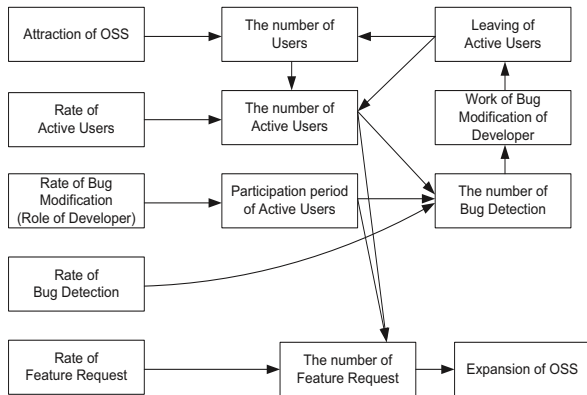 Attraction of OSS
The number of
Users
Leaving of
Active Users
Rate of
Active Users
The number of
Active Users
Work of Bug
Modification of
Developer
Rate of Bug
Modification
(Role of Developer)
Participation period
of Active Users
The number of
Bug Detection
Rate of
Bug Detection
Rate of
Feature Request
The number of
Feature Request
Expansion of OSS